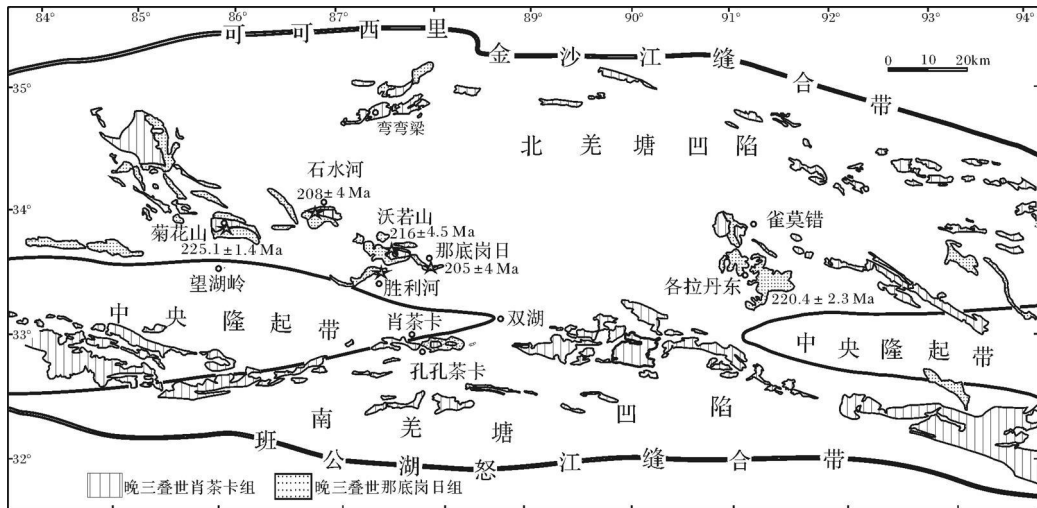 84° 85° 86° 87° 88° 89° 90° 91° 92° 93° 94°
可可西里金沙江缝合带
0 10 20km
35°
弯弯梁
北羌塘凹陷
石水河
208±4 Ma
34°
沃若山
216±4.5 Ma
雀莫错
菊花山
225.1±1.4 Ma
那底岗日
205±4 Ma
望湖岭
胜利河
各拉丹东
220.4±2.3 Ma
中央隆起带
肖茶卡
双湖
33°
中央隆起带
孔孔茶卡
南羌塘凹陷
班公湖怒江缝合带
32°
晚三叠世肖茶卡组
晚三叠世那底岗日组